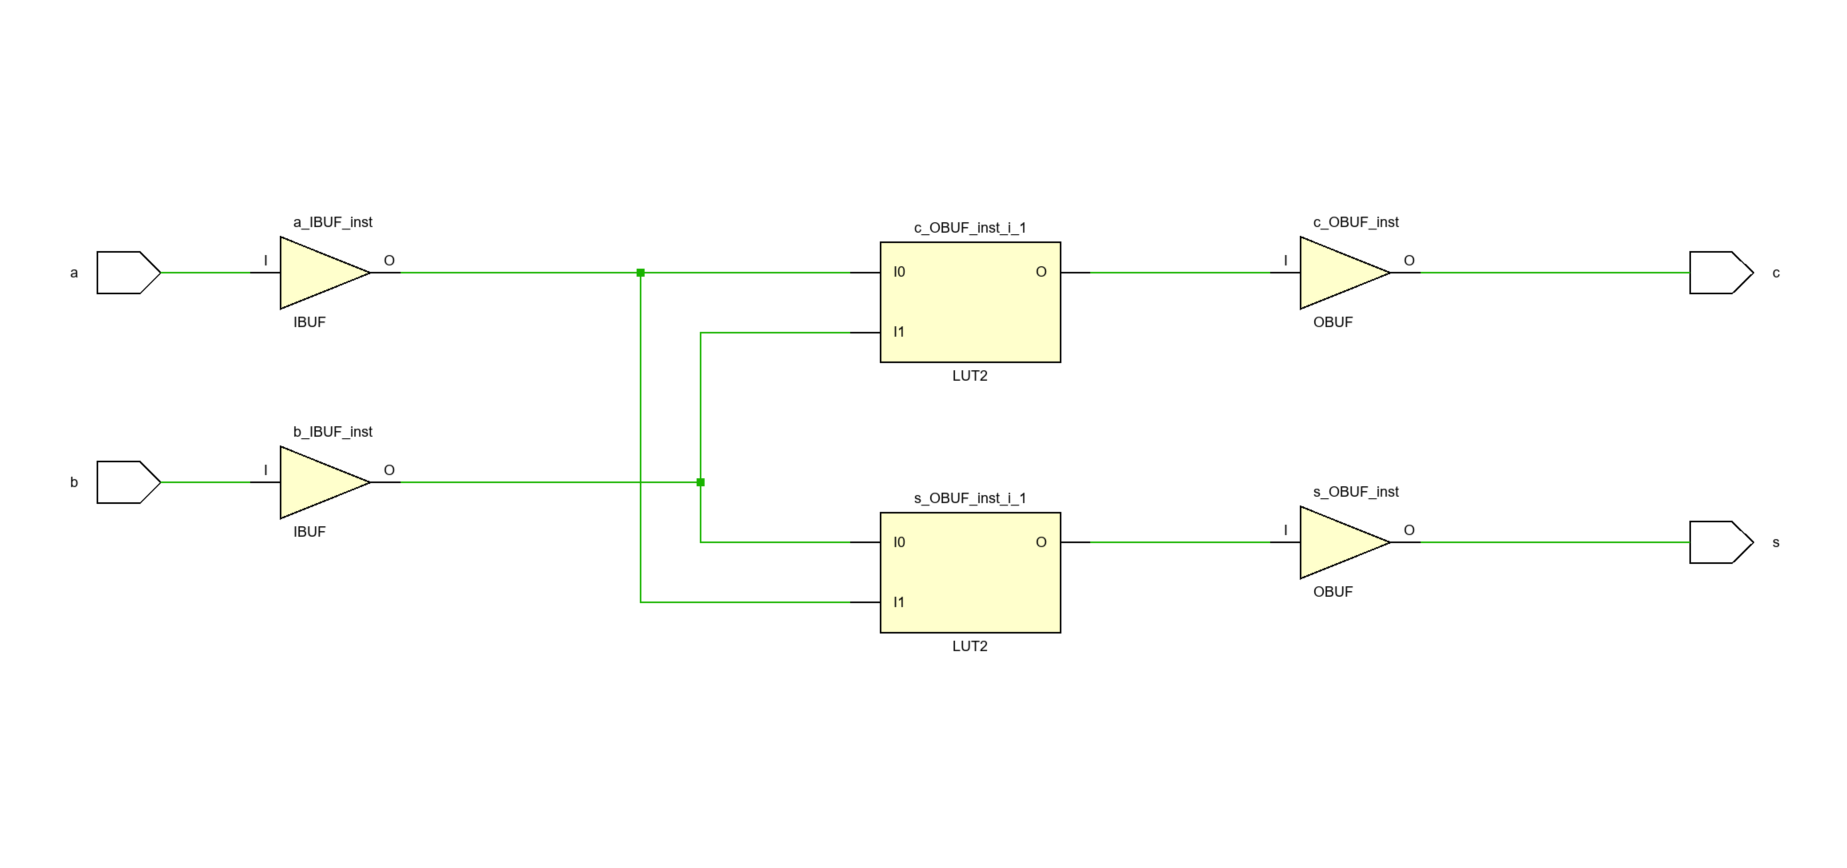 a_IBUF_inst
c_OBUF_inst_i_1
c_OBUF_inst
a
I
O
I0
O
I
O
c
IBUF
I1
OBUF
LUT2
b_IBUF_inst
b
I
O
IBUF
s_OBUF_inst_i_1
s_OBUF_inst
I0
O
I
O
s
I1
OBUF
LUT2